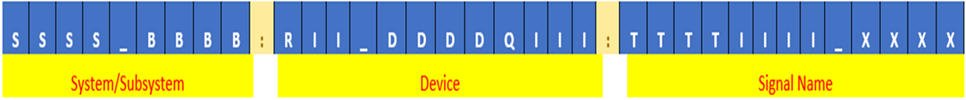 S S S S _ B B B B : R I I _ D D D D Q I I I : T T T T I I I I _ X X X X
System/Subsystem Device Signal Name